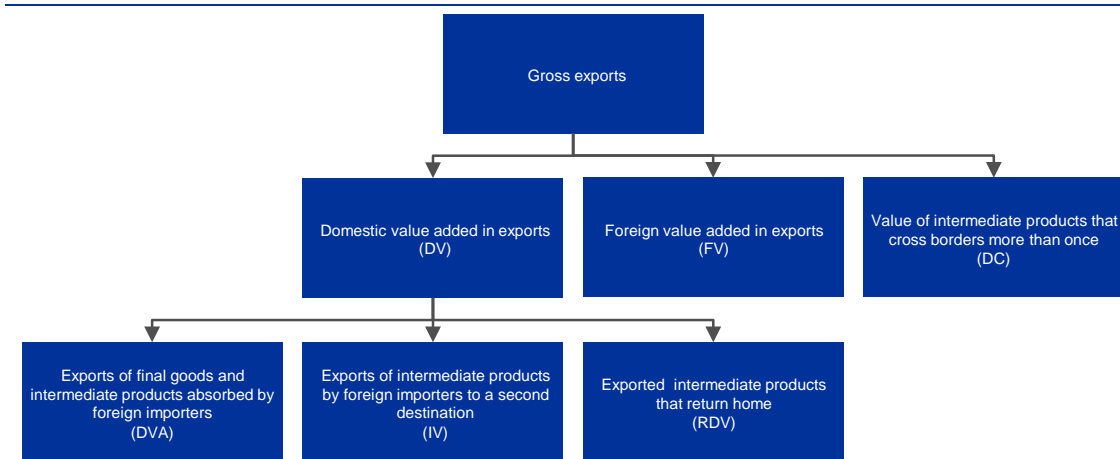 Gross exports
Domestic value added in exports
(DV)
Foreign value added in exports
(FV)
Value of intermediate products that
cross borders more than once
(DC)
Exports of final goods and
intermediate products absorbed by
foreign importers
(DVA)
Exports of intermediate products
by foreign importers to a second
destination
(IV)
Exported intermediate products
that return home
(RDV)